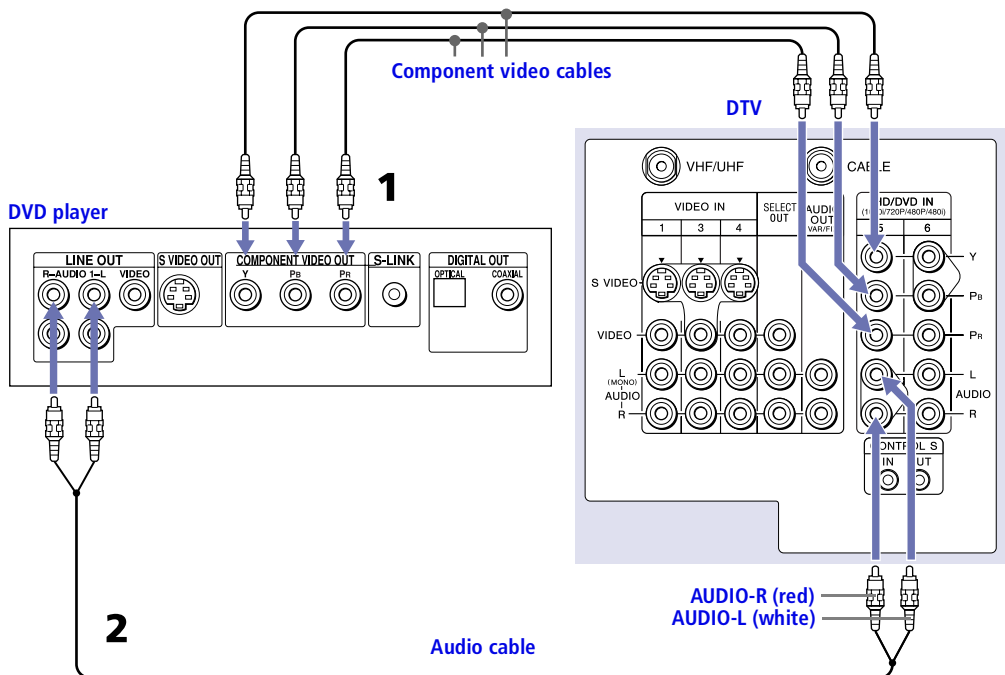 Component video cables
DTV
VHF/UHF
CABLE
1
DVD player
VIDEO IN
SELECT OUT
AUDIO OUT
HD/DVD IN
1
3
4
5
6
LINE OUT
S VIDEO OUT
COMPONENT VIDEO OUT
S-LINK
DIGITAL OUT
R–AUDIO 1–L
VIDEO
Y
PB
PR
OPTICAL
COAXIAL
Y
S VIDEO
PB
VIDEO
PR
L
(MONO)
AUDIO
R
L
AUDIO
R
CONTROL S
IN
OUT
AUDIO-R (red)
AUDIO-L (white)
2
Audio cable